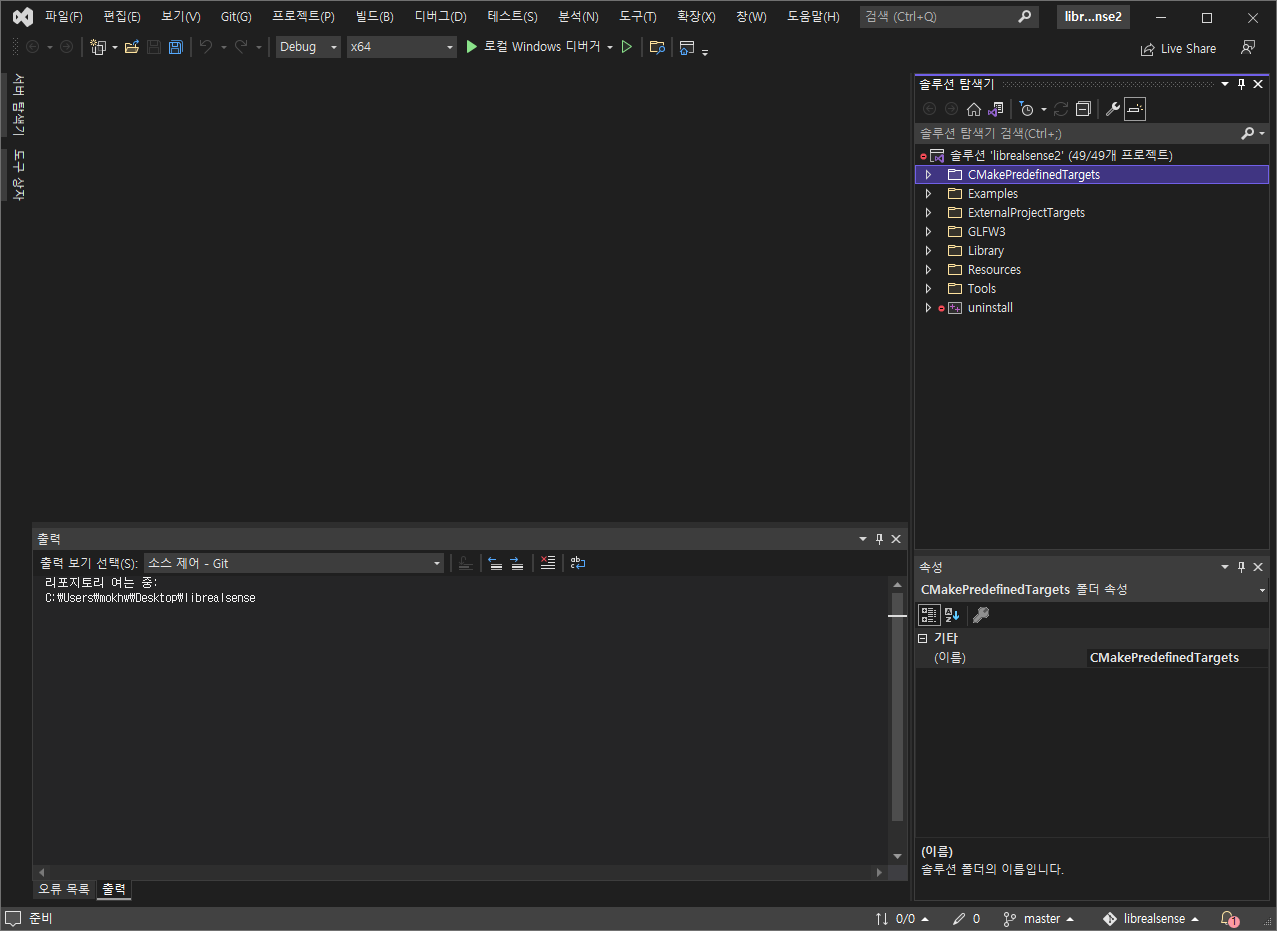 파일(F) 편집(E) 보기(V) Git(G) 프로젝트(P) 빌드(B) 디버그(D) 테스트(S) 분석(N) 도구(T) 확장(X) 창(W) 도움말(H) 검색 (Ctrl+Q) libr...nse2
Debug x64 로컬 Windows 디버거 Live Share
서버 탐색기
도구 상자
솔루션 탐색기
솔루션 탐색기 검색(Ctrl+;)
솔루션 'librealsense2' (49/49개 프로젝트)
CMakePredefinedTargets
Examples
ExternalProjectTargets
GLFW3
Library
Resources
Tools
uninstall
출력
출력 보기 선택(S): 소스 제어 - Git
리포지토리 여는 중:
C:\Users\mokhw\Desktop\librealsense
오류 목록 출력
속성
CMakePredefinedTargets 폴더 속성
기타
(이름) CMakePredefinedTargets
(이름)
솔루션 폴더의 이름입니다.
준비 0/0 0 master librealsense 1